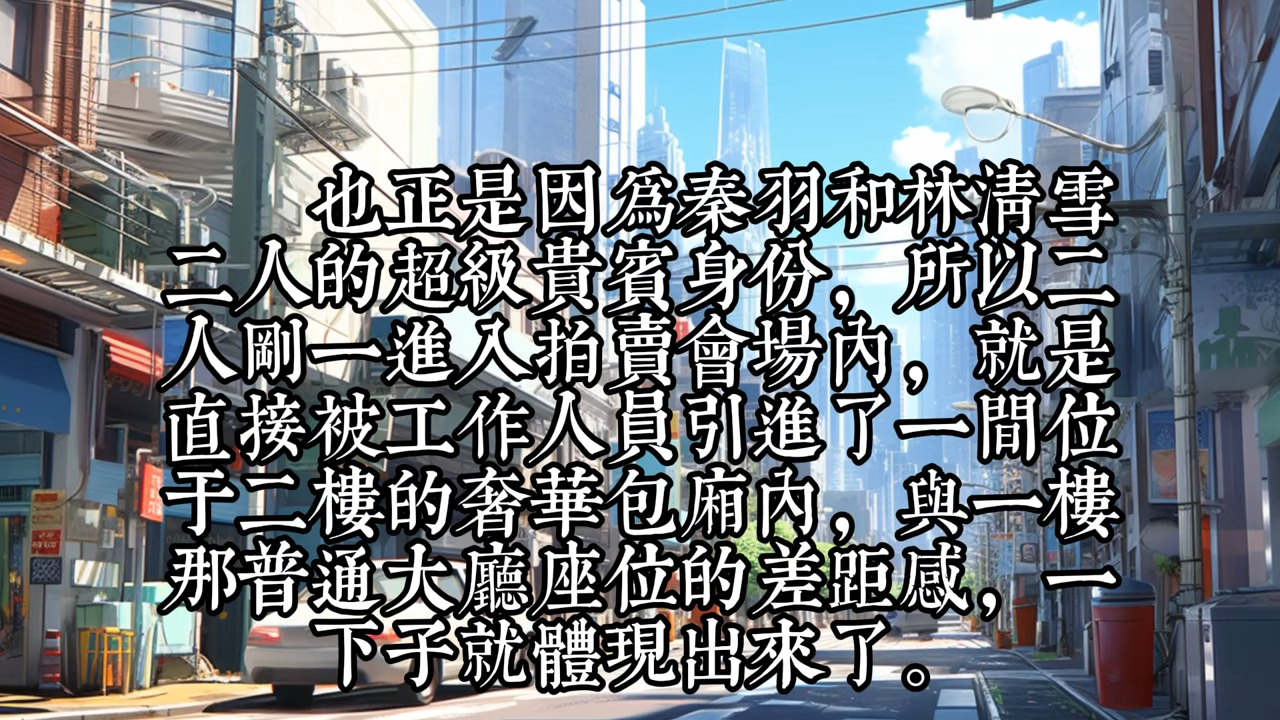 也正是因爲秦羽和林清雪
二人的超級貴賓身份，所以二
人剛一進入拍賣會場內，就是
直接被工作人員引進了一間位
于二樓的奢華包廂內，與一樓
那普通大廳座位的差距感，一
下子就體現出來了。